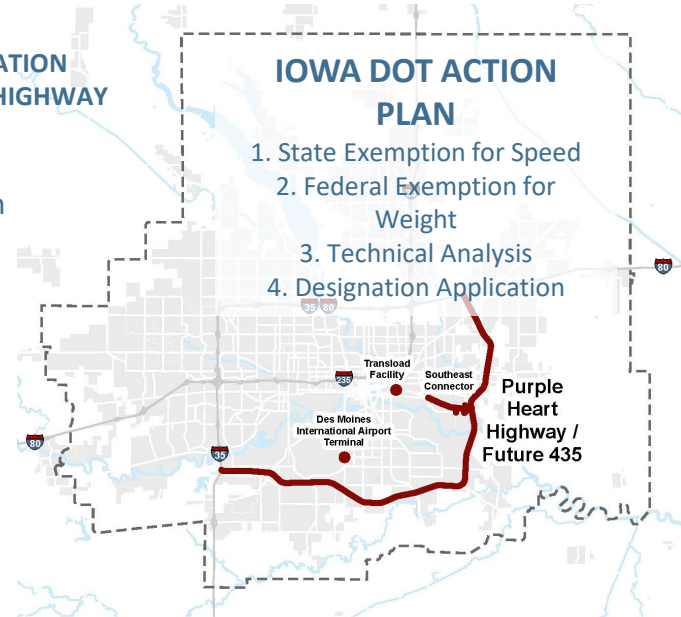 ATION
HIGHWAY
n
IOWA DOT ACTION
PLAN
1. State Exemption for Speed
2. Federal Exemption for
Weight
3. Technical Analysis
4. Designation Application
80
35 80
235
Transload
Facility
Southeast
Connector
Purple
Heart
Highway /
Future 435
Des Moines
International Airport
Terminal
80
35